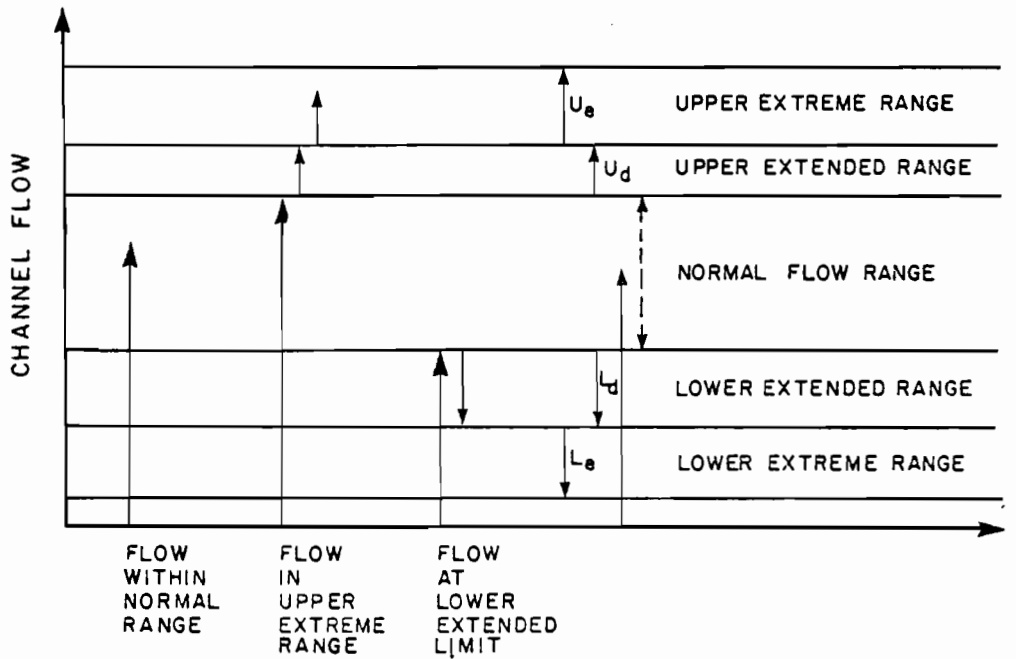 CHANNEL FLOW
Ue
UPPER EXTREME RANGE
Ud
UPPER EXTENDED RANGE
NORMAL FLOW RANGE
Ld
LOWER EXTENDED RANGE
Le
LOWER EXTREME RANGE
FLOW
WITHIN
NORMAL
RANGE
FLOW
IN
UPPER
EXTREME
RANGE
FLOW
AT
LOWER
EXTENDED
LIMIT